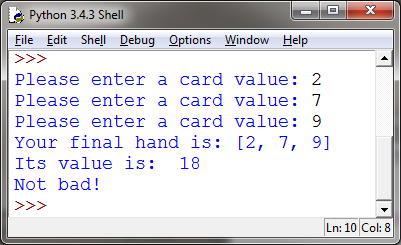 Python 3.4.3 Shell
File Edit Shell Debug Options Window Help
>>>
Please enter a card value: 2
Please enter a card value: 7
Please enter a card value: 9
Your final hand is: [2, 7, 9]
Its value is:  18
Not bad!
>>>
Ln: 10 Col: 8